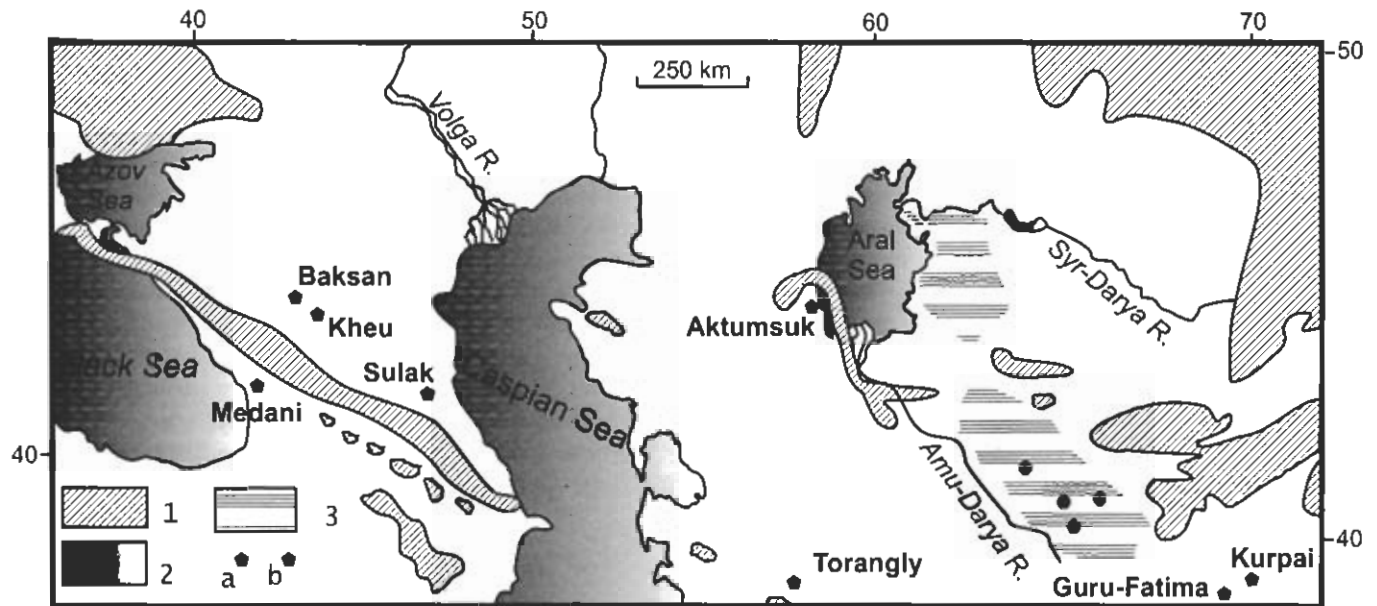 40 50 60 70
50
250 km
Volga R.
Azov
Sea
Aral
Sea
Syr-Darya R.
Baksan
Kheu
Aktumsuk
Sulak
Black Sea
Caspian Sea
Medani
40
Amu-Darya R.
1 3
2 a b
40
Torangly
Kurpai
Guru-Fatima